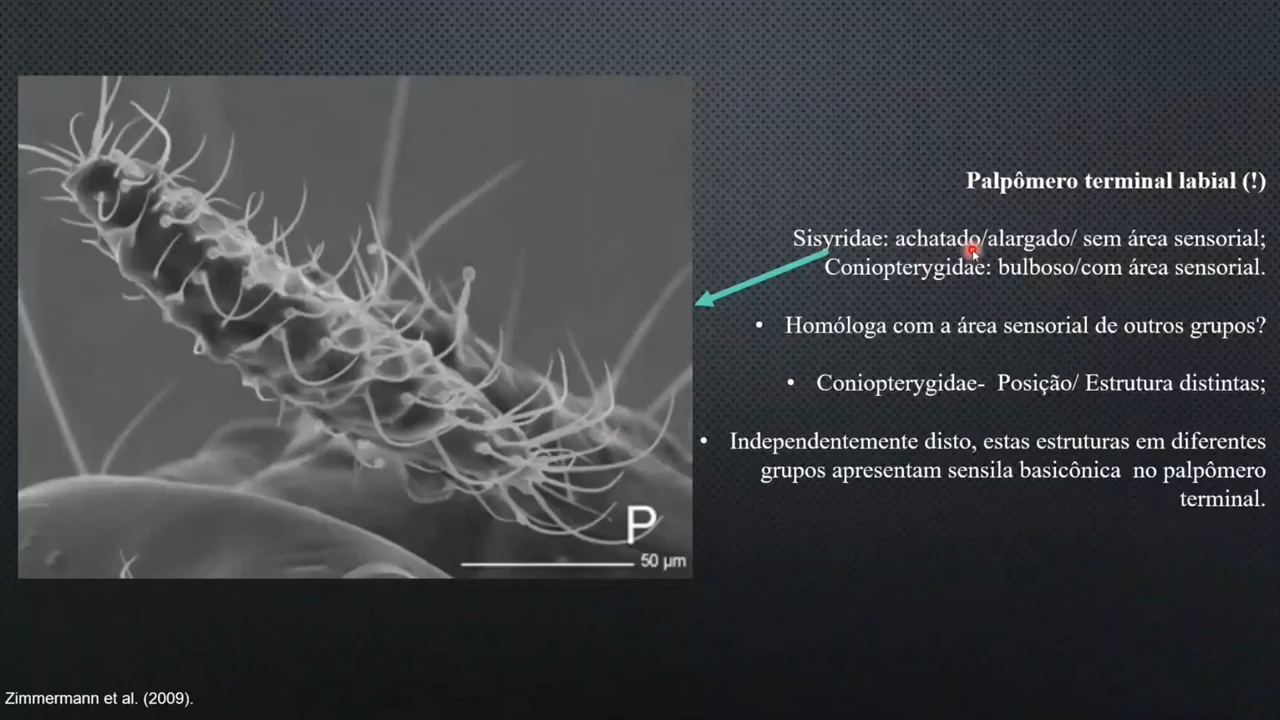 Palpômero terminal labial (!)
Sisyridae: achatado/alargado/ sem área sensorial;
Coniopterygidae: bulboso/com área sensorial.
• Homóloga com a área sensorial de outros grupos?
• Coniopterygidae- Posição/ Estrutura distintas;
• Independentemente disto, estas estruturas em diferentes
grupos apresentam sensila basicônica no palpômero
terminal.
P
50 µm
Zimmermann et al. (2009).